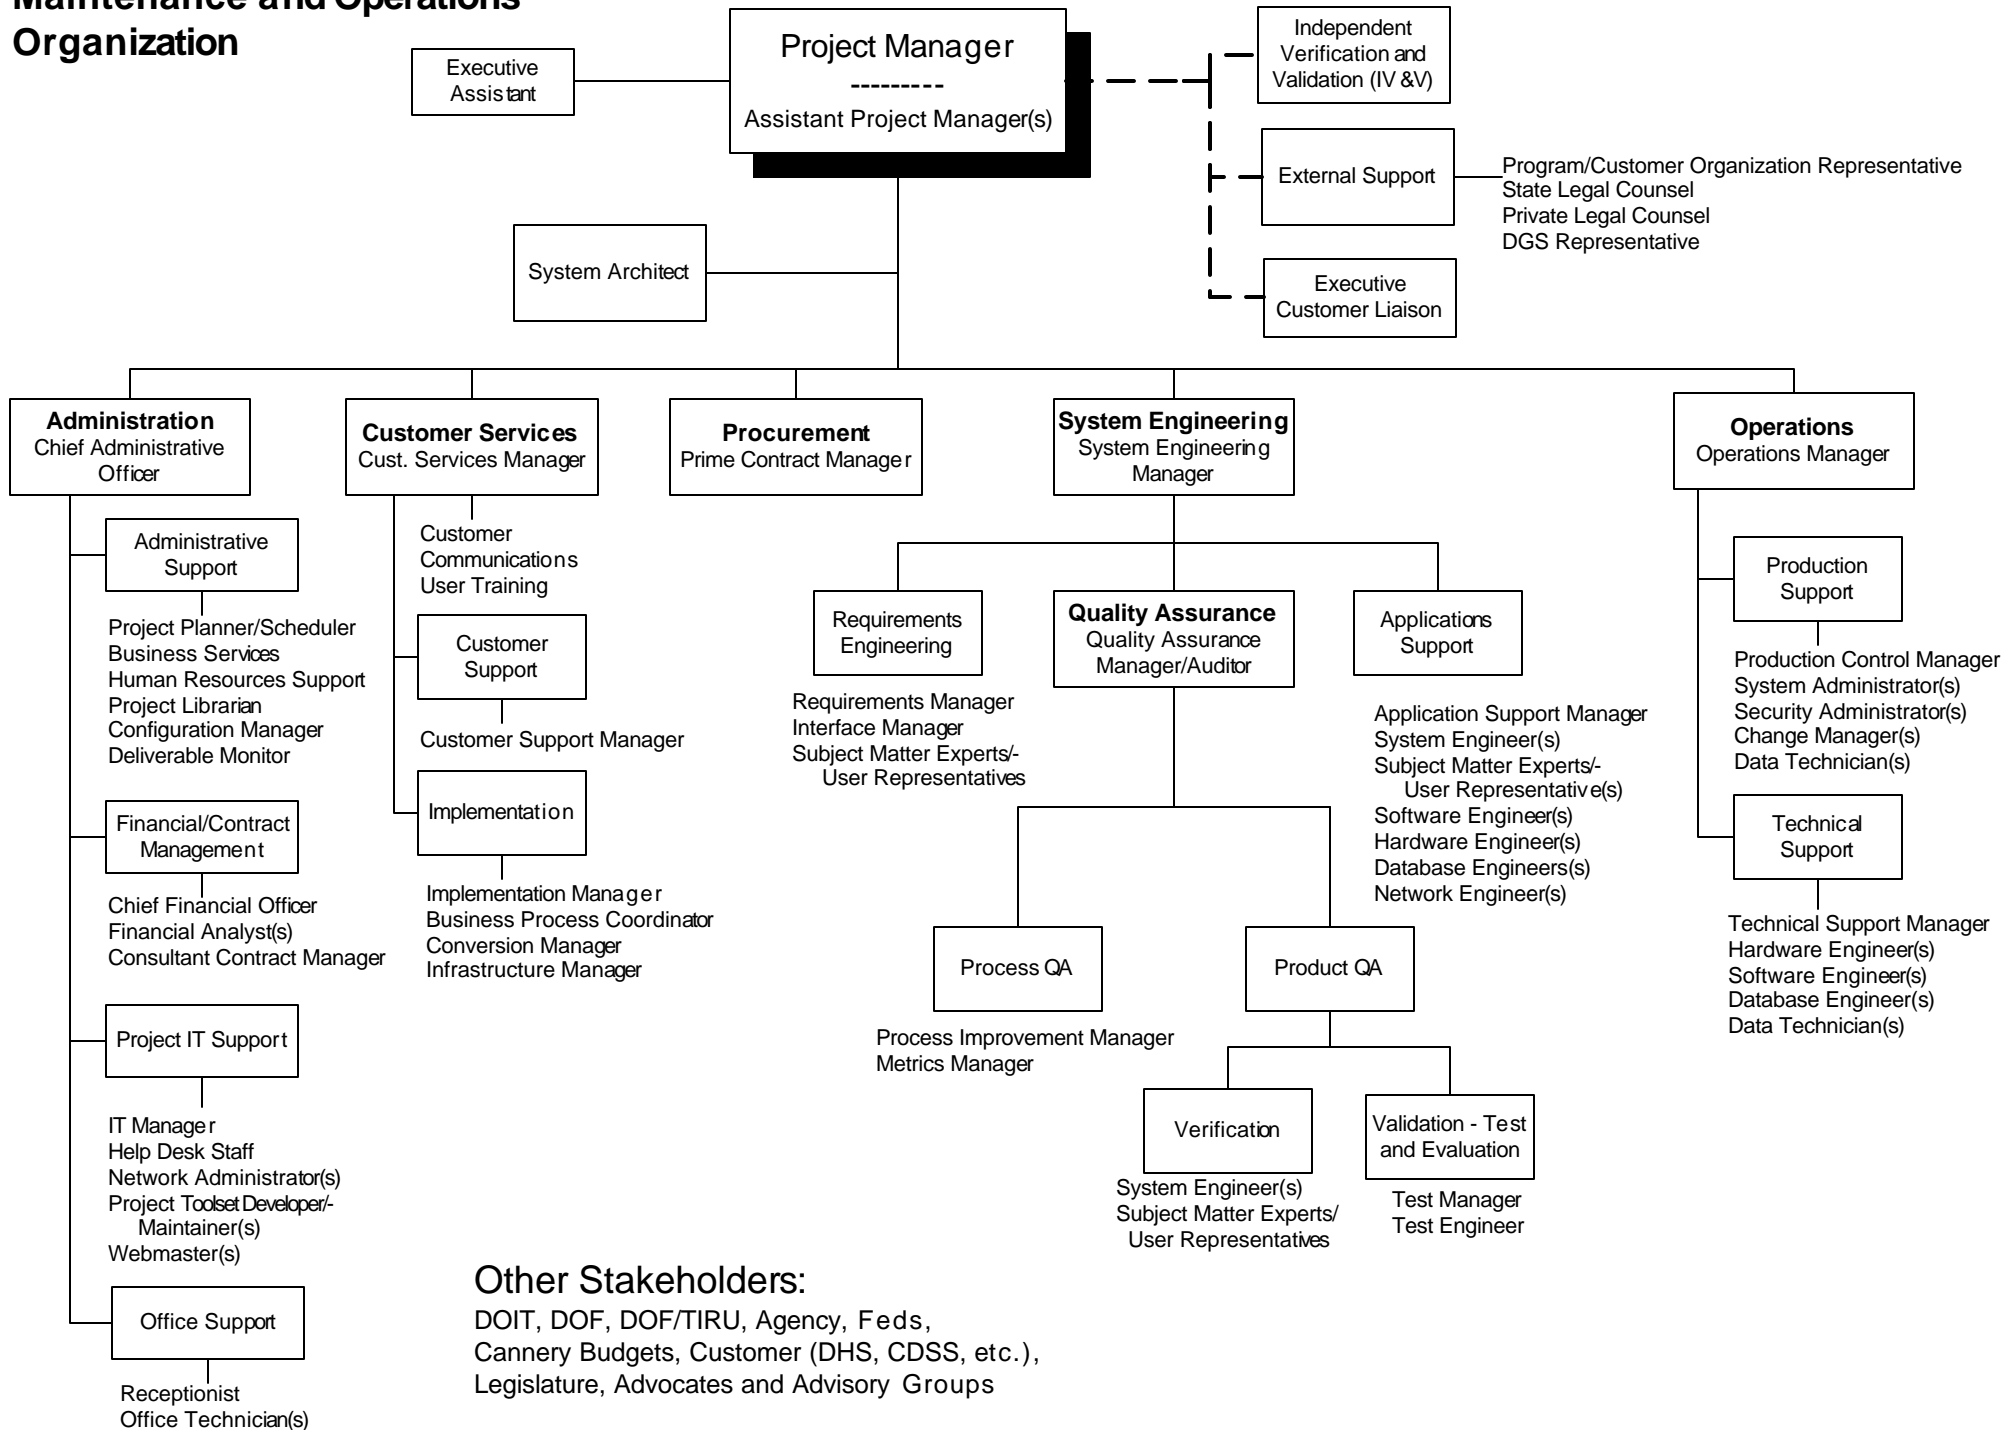 Maintenance and Operations
Organization
Project Manager
---------
Assistant Project Manager(s)
Executive
Assistant
Independent
Verification and
Validation (IV &V)
External Support
Program/Customer Organization Representative
State Legal Counsel
Private Legal Counsel
DGS Representative
Executive
Customer Liaison
System Architect
Administration
Chief Administrative
Officer
Customer Services
Cust. Services Manager
Procurement
Prime Contract Manager
System Engineering
System Engineering
Manager
Operations
Operations Manager
Administrative
Support
Project Planner/Scheduler
Business Services
Human Resources Support
Project Librarian
Configuration Manager
Deliverable Monitor
Financial/Contract
Management
Chief Financial Officer
Financial Analyst(s)
Consultant Contract Manager
Project IT Support
IT Manager
Help Desk Staff
Network Administrator(s)
Project Toolset Developer/-
Maintainer(s)
Webmaster(s)
Office Support
Receptionist
Office Technician(s)
Customer
Communications
User Training
Customer
Support
Customer Support Manager
Implementation
Implementation Manager
Business Process Coordinator
Conversion Manager
Infrastructure Manager
Requirements
Engineering
Requirements Manager
Interface Manager
Subject Matter Experts/-
User Representatives
Quality Assurance
Quality Assurance
Manager/Auditor
Applications
Support
Application Support Manager
System Engineer(s)
Subject Matter Experts/-
User Representative(s)
Software Engineer(s)
Hardware Engineer(s)
Database Engineers(s)
Network Engineer(s)
Process QA
Process Improvement Manager
Metrics Manager
Product QA
Verification
System Engineer(s)
Subject Matter Experts/
User Representatives
Validation - Test
and Evaluation
Test Manager
Test Engineer
Production
Support
Production Control Manager
System Administrator(s)
Security Administrator(s)
Change Manager(s)
Data Technician(s)
Technical
Support
Technical Support Manager
Hardware Engineer(s)
Software Engineer(s)
Database Engineer(s)
Data Technician(s)
Other Stakeholders:
DOIT, DOF, DOF/TIRU, Agency, Feds,
Cannery Budgets, Customer (DHS, CDSS, etc.),
Legislature, Advocates and Advisory Groups